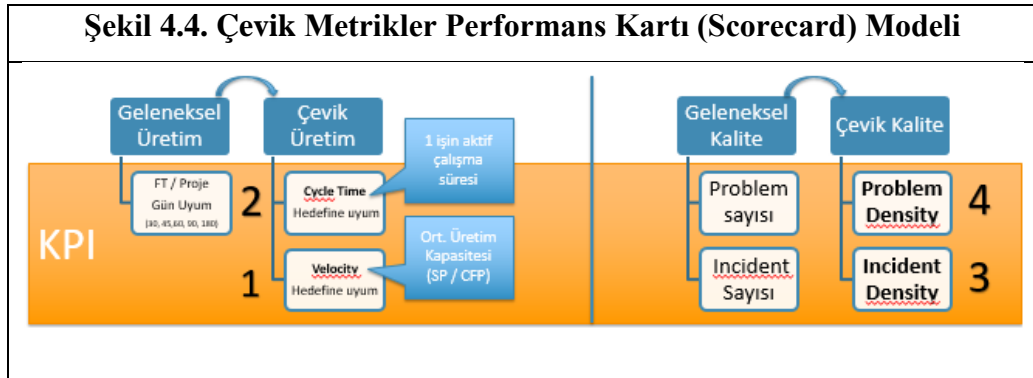 Şekil 4.4. Çevik Metrikler Performans Kartı (Scorecard) Modeli
Geleneksel
Üretim
Çevik
Üretim
1 işin aktif
çalışma
süresi
FT / Proje
Gün Uyum
(30, 45,60, 90, 180)
2
Cycle Time
Hedefine uyum
KPI
1
Velocity
Hedefine uyum
Ort. Üretim
Kapasitesi
(SP / CFP)
Geleneksel
Kalite
Çevik Kalite
Problem
sayısı
Problem
Density
4
Incident
Sayısı
Incident
Density
3